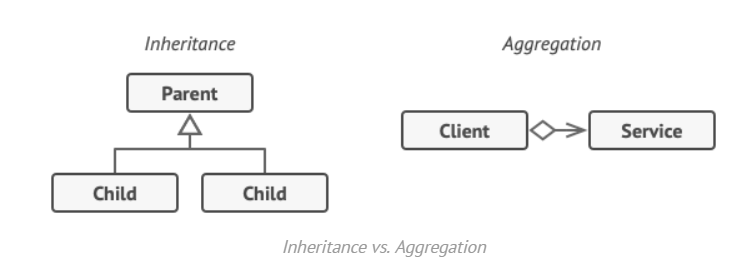 Inheritance
Aggregation
Parent
Client
Service
Child
Child
Inheritance vs. Aggregation